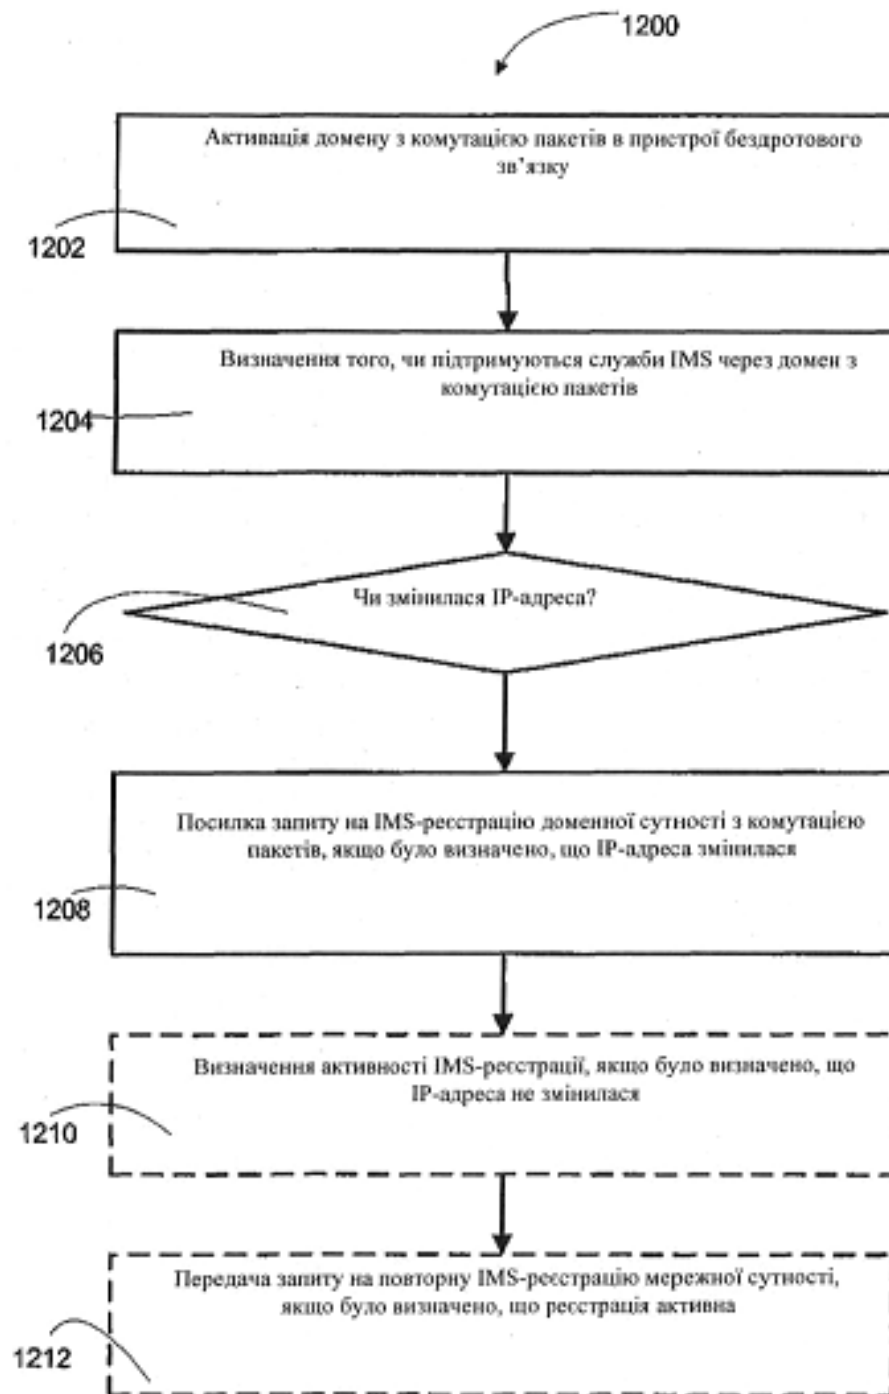 1200
Активація домену з комутацією пакетів в пристрої бездротового
зв’язку
1202
Визначення того, чи підтримуються служби IMS через домен з
комутацією пакетів
1204
Чи змінилася IP-адреса?
1206
Посилка запиту на IMS-реєстрацію доменної сутності з комутацією
пакетів, якщо було визначено, що IP-адреса змінилася
1208
Визначення активності IMS-реєстрації, якщо було визначено, що
IP-адреса не змінилася
1210
Передача запиту на повторну IMS-реєстрацію мережної сутності,
якщо було визначено, що реєстрація активна
1212